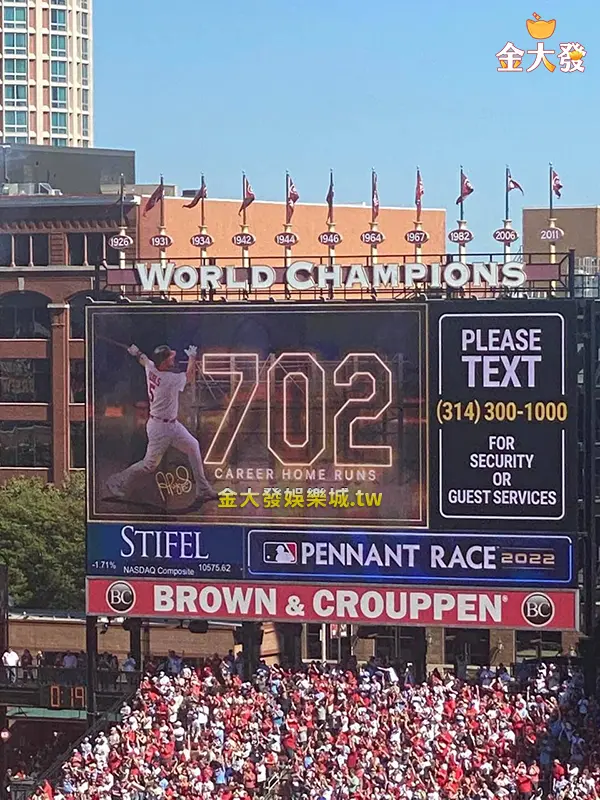 金大發
1926 1931 1934 1942 1944 1946 1964 1967 1982 2006 2011
WORLD CHAMPIONS
702
CAREER HOME RUNS
金大發娛樂城.tw
PLEASE
TEXT
(314) 300-1000
FOR
SECURITY
OR
GUEST SERVICES
STIFEL
-1.71% NASDAQ Composite 10575.62
PENNANT RACE 2022
BC BROWN & CROUPPEN® BC
0:19